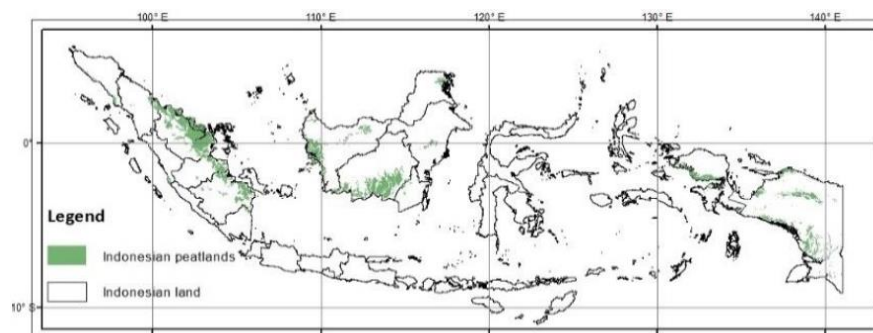 100° E 110° E 120° E 130° E 140° E
0°
Legend
Indonesian peatlands
Indonesian land
10° S